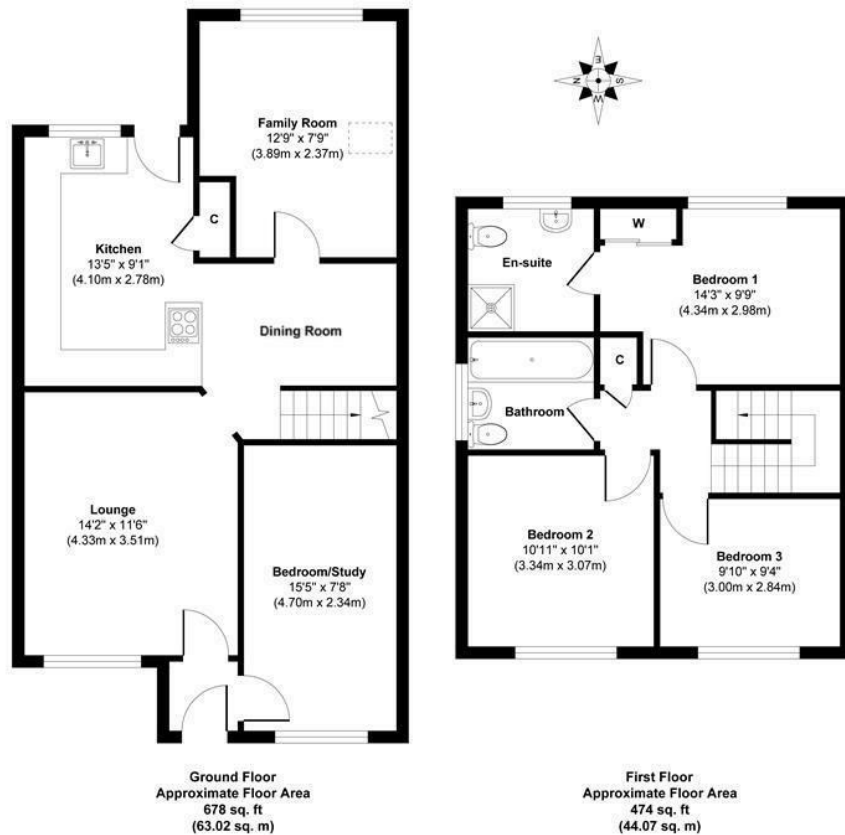 Family Room
12'9" x 7'9"
(3.89m x 2.37m)
C
Kitchen
13'5" x 9'1"
(4.10m x 2.78m)
Dining Room
Lounge
14'2" x 11'6"
(4.33m x 3.51m)
Bedroom/Study
15'5" x 7'8"
(4.70m x 2.34m)
Ground Floor
Approximate Floor Area
678 sq. ft
(63.02 sq. m)
E
N
S
W
W
En-suite
Bedroom 1
14'3" x 9'9"
(4.34m x 2.98m)
C
Bathroom
Bedroom 2
10'11" x 10'1"
(3.34m x 3.07m)
Bedroom 3
9'10" x 9'4"
(3.00m x 2.84m)
First Floor
Approximate Floor Area
474 sq. ft
(44.07 sq. m)